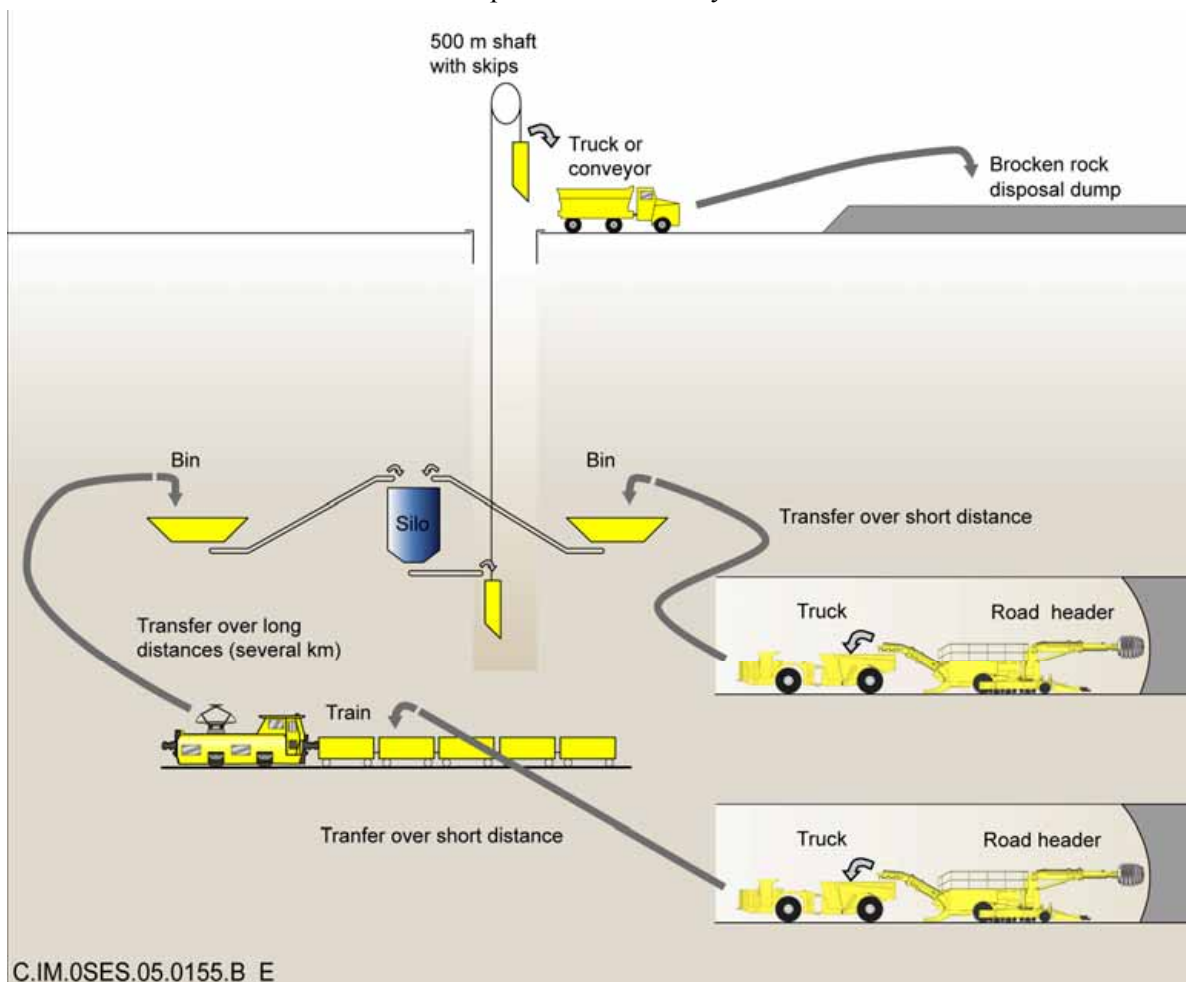 500 m shaft
with skips
Truck or
conveyor
Brocken rock
disposal dump
Bin
Bin
Silo
Transfer over short distance
Truck
Road header
Transfer over long
distances (several km)
Train
Tranfer over short distance
Truck
Road header
C.IM.0SES.05.0155.B E